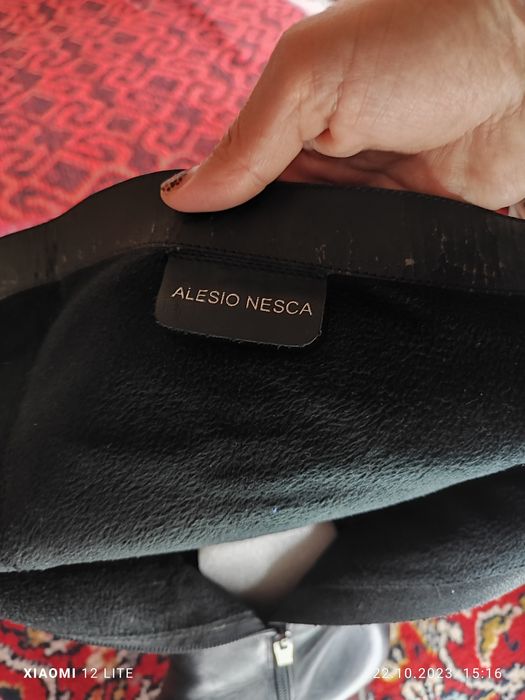 ALESIO NESCA
XIAOMI 12 LITE
22.10.2023 15:16